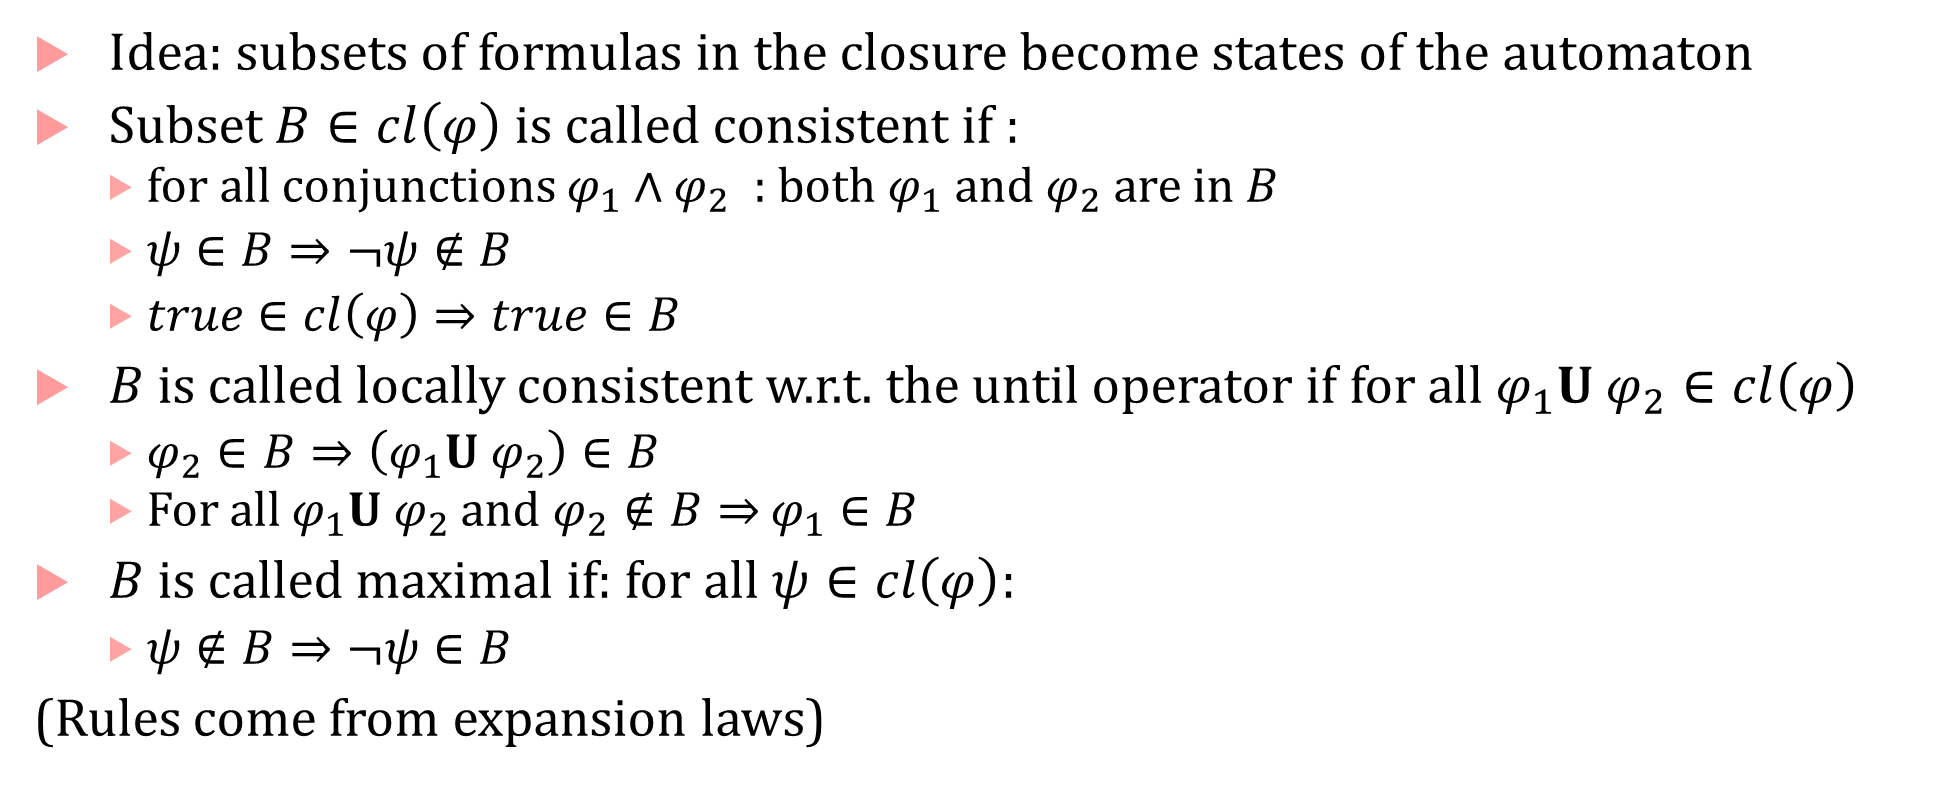 Idea: subsets of formulas in the closure become states of the automaton
Subset B ∈ cl(φ) is called consistent if :
for all conjunctions φ₁ ∧ φ₂ : both φ₁ and φ₂ are in B
ψ ∈ B ⇒ ¬ψ ∉ B
true ∈ cl(φ) ⇒ true ∈ B
B is called locally consistent w.r.t. the until operator if for all φ₁U φ₂ ∈ cl(φ)
φ₂ ∈ B ⇒ (φ₁U φ₂) ∈ B
For all φ₁U φ₂ and φ₂ ∉ B ⇒ φ₁ ∈ B
B is called maximal if: for all ψ ∈ cl(φ):
ψ ∉ B ⇒ ¬ψ ∈ B
(Rules come from expansion laws)